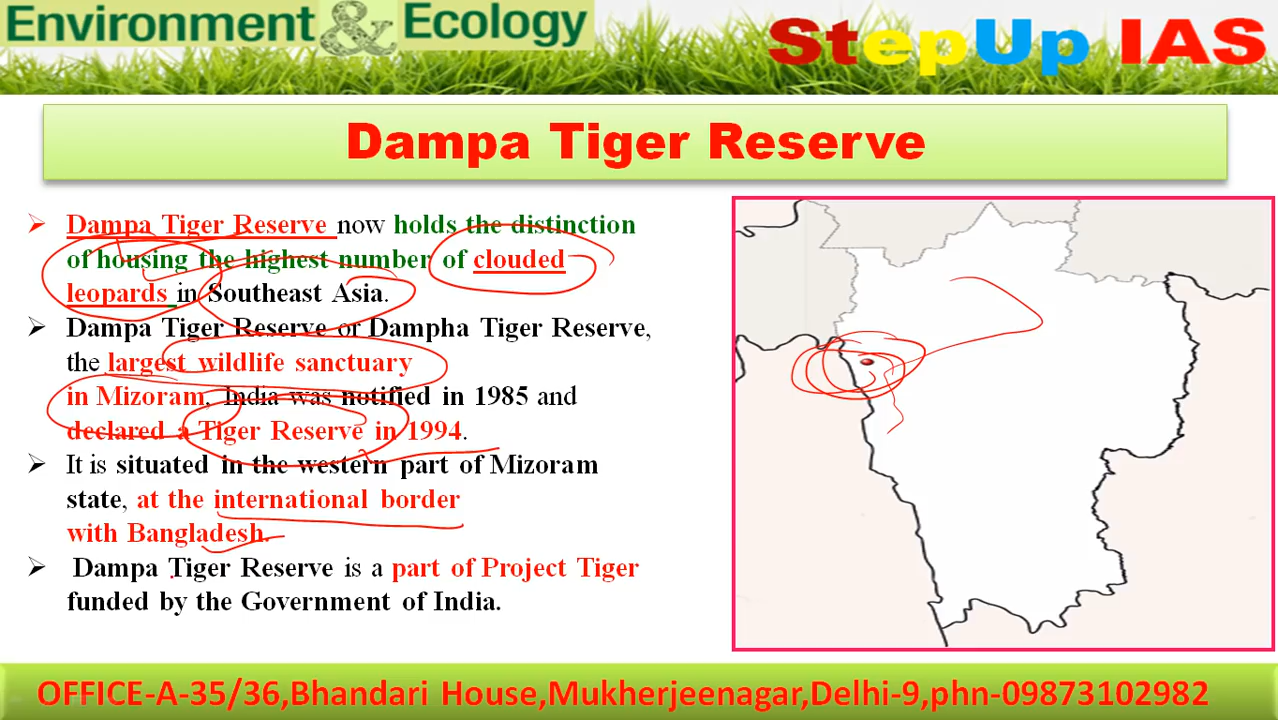 Environment & Ecology
StepUp IAS
Dampa Tiger Reserve
➢ Dampa Tiger Reserve now holds the distinction
of housing the highest number of clouded
leopards in Southeast Asia.
➢ Dampa Tiger Reserve or Dampha Tiger Reserve,
the largest wildlife sanctuary
in Mizoram, India was notified in 1985 and
declared a Tiger Reserve in 1994.
➢ It is situated in the western part of Mizoram
state, at the international border
with Bangladesh.
➢ Dampa Tiger Reserve is a part of Project Tiger
funded by the Government of India.
OFFICE-A-35/36,Bhandari House,Mukherjeenagar,Delhi-9,phn-09873102982